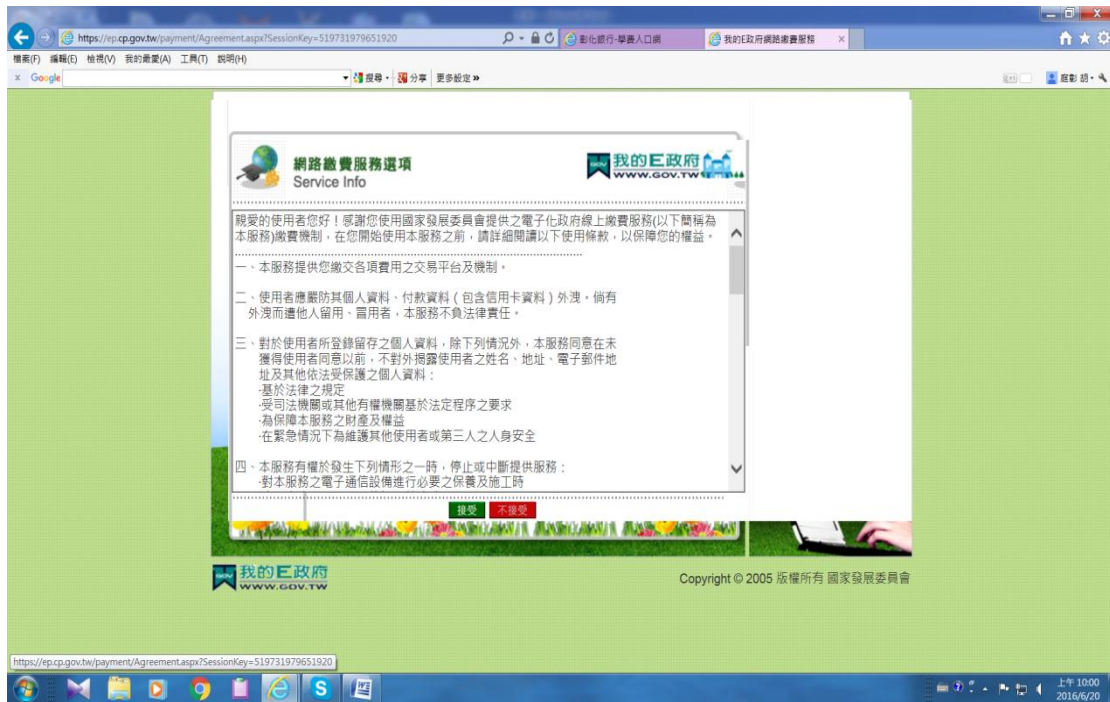 https://ep.cp.gov.tw/payment/Agreement.aspx?SessionKey=519731979651920
彰化銀行-學費入口網
我的E政府網路繳費服務
檔案(F) 編輯(E) 檢視(V) 我的最愛(A) 工具(T) 說明(H)
x Google 搜尋 分享 更多設定 »
庭彰 胡
網路繳費服務選項
Service Info
我的E政府
WWW.GOV.TW
親愛的使用者您好！感謝您使用國家發展委員會提供之電子化政府線上繳費服務(以下簡稱為
本服務)繳費機制，在您開始使用本服務之前，請詳細閱讀以下使用條款，以保障您的權益。
一、本服務提供您繳交各項費用之交易平台及機制。
二、使用者應嚴防其個人資料、付款資料（包含信用卡資料）外洩，倘有
外洩而遭他人留用、冒用者，本服務不負法律責任。
三、對於使用者所登錄留存之個人資料，除下列情況外，本服務同意在未
獲得使用者同意以前，不對外揭露使用者之姓名、地址、電子郵件地
址及其他依法受保護之個人資料：
‧基於法律之規定
‧受司法機關或其他有權機關基於法定程序之要求
‧為保障本服務之財產及權益
‧在緊急情況下為維護其他使用者或第三人之人身安全
四、本服務有權於發生下列情形之一時，停止或中斷提供服務：
‧對本服務之電子通信設備進行必要之保養及施工時
接受 不接受
我的E政府
WWW.GOV.TW
Copyright © 2005 版權所有 國家發展委員會
https://ep.cp.gov.tw/payment/Agreement.aspx?SessionKey=519731979651920
上午 10:00
2016/6/20